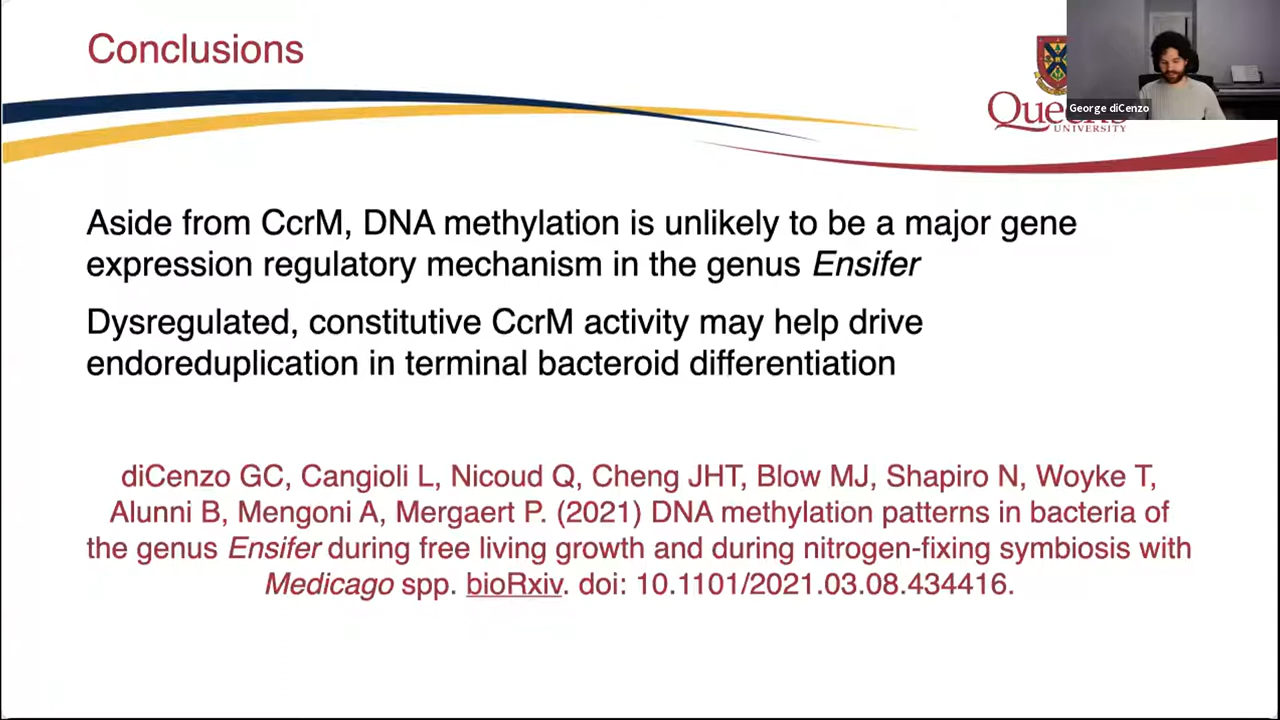 Conclusions
George diCenzo
UNIVERSITY
Aside from CcrM, DNA methylation is unlikely to be a major gene
expression regulatory mechanism in the genus Ensifer
Dysregulated, constitutive CcrM activity may help drive
endoreduplication in terminal bacteroid differentiation
diCenzo GC, Cangioli L, Nicoud Q, Cheng JHT, Blow MJ, Shapiro N, Woyke T,
Alunni B, Mengoni A, Mergaert P. (2021) DNA methylation patterns in bacteria of
the genus Ensifer during free living growth and during nitrogen-fixing symbiosis with
Medicago spp. bioRxiv. doi: 10.1101/2021.03.08.434416.